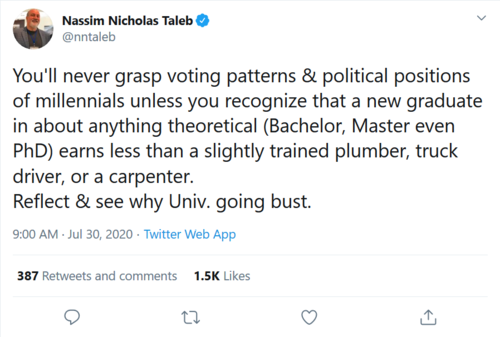 Nassim Nicholas Taleb
@nntaleb
You'll never grasp voting patterns & political positions
of millennials unless you recognize that a new graduate
in about anything theoretical (Bachelor, Master even
PhD) earns less than a slightly trained plumber, truck
driver, or a carpenter.
Reflect & see why Univ. going bust.
9:00 AM · Jul 30, 2020 · Twitter Web App
387 Retweets and comments 1.5K Likes